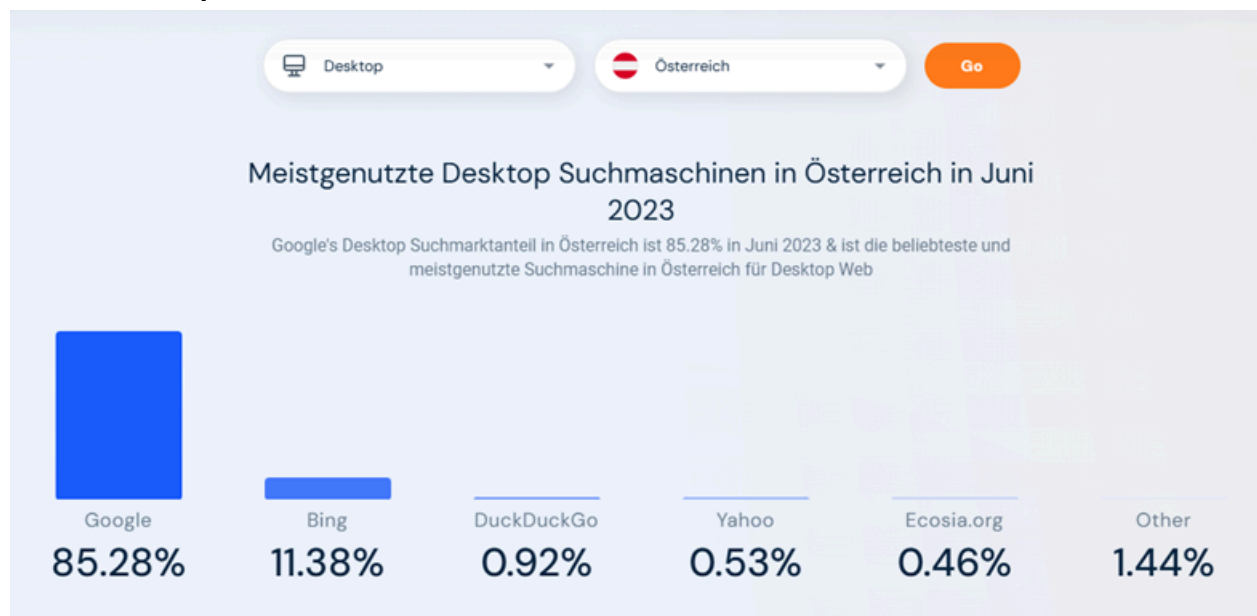 Desktop
Österreich
Go
Meistgenutzte Desktop Suchmaschinen in Österreich in Juni
2023
Google's Desktop Suchmarktanteil in Österreich ist 85.28% in Juni 2023 & ist die beliebteste und
meistgenutzte Suchmaschine in Österreich für Desktop Web
Google
Bing
DuckDuckGo
Yahoo
Ecosia.org
Other
85.28%
11.38%
0.92%
0.53%
0.46%
1.44%